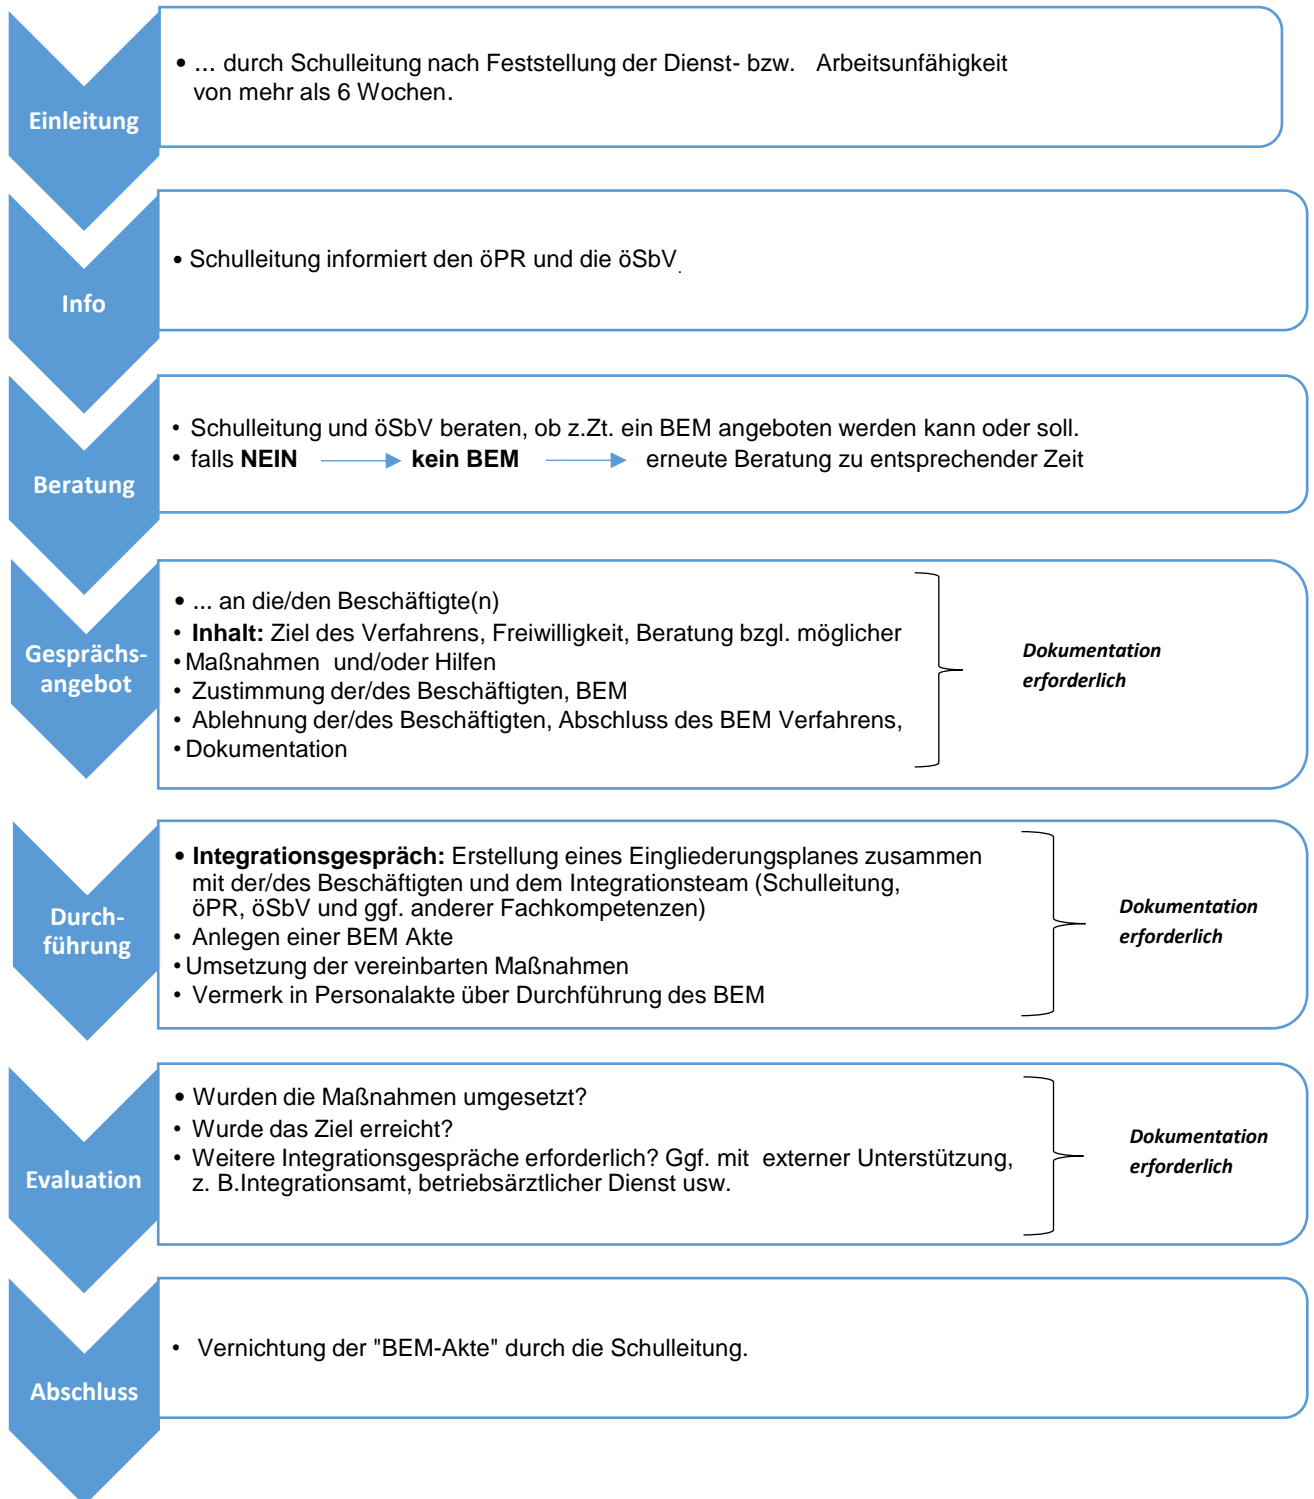 Einleitung
• ... durch Schulleitung nach Feststellung der Dienst- bzw. Arbeitsunfähigkeit
von mehr als 6 Wochen.
Info
• Schulleitung informiert den öPR und die öSbV.
Beratung
• Schulleitung und öSbV beraten, ob z.Zt. ein BEM angeboten werden kann oder soll.
• falls NEIN → kein BEM → erneute Beratung zu entsprechender Zeit
Gesprächs-
angebot
• ... an die/den Beschäftigte(n)
• Inhalt: Ziel des Verfahrens, Freiwilligkeit, Beratung bzgl. möglicher
• Maßnahmen und/oder Hilfen
• Zustimmung der/des Beschäftigten, BEM
• Ablehnung der/des Beschäftigten, Abschluss des BEM Verfahrens,
• Dokumentation
Dokumentation
erforderlich
Durch-
führung
• Integrationsgespräch: Erstellung eines Eingliederungsplanes zusammen
mit der/des Beschäftigten und dem Integrationsteam (Schulleitung,
öPR, öSbV und ggf. anderer Fachkompetenzen)
• Anlegen einer BEM Akte
• Umsetzung der vereinbarten Maßnahmen
• Vermerk in Personalakte über Durchführung des BEM
Dokumentation
erforderlich
Evaluation
• Wurden die Maßnahmen umgesetzt?
• Wurde das Ziel erreicht?
• Weitere Integrationsgespräche erforderlich? Ggf. mit externer Unterstützung,
z. B.Integrationsamt, betriebsärztlicher Dienst usw.
Dokumentation
erforderlich
Abschluss
• Vernichtung der "BEM-Akte" durch die Schulleitung.